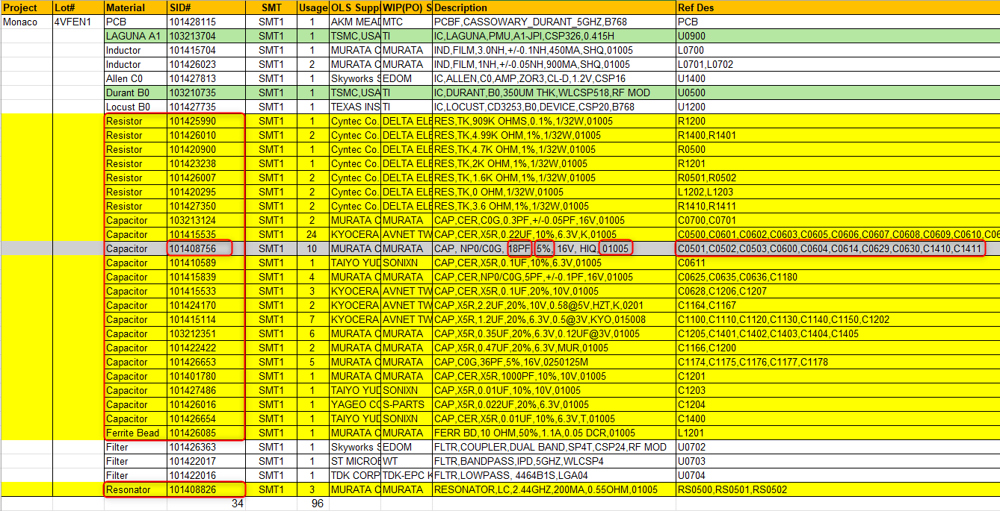 Project Lot# Material SID# SMT Usage OLS Suppl WIP(PO) S Description Ref Des
Monaco 4VFEN1 PCB 101428115 SMT1 1 AKM MEAD MTC PCBF,CASSOWARY_DURANT_5GHZ,B768 PCB
LAGUNA A1 103213704 SMT1 1 TSMC,USA TI IC,LAGUNA,PMU,A1-JPI,CSP326,0.415H U0900
Inductor 101415704 SMT1 1 MURATA C MURATA IND,FILM,3.0NH,+/-0.1NH,450MA,SHQ,01005 L0700
Inductor 101426023 SMT1 2 MURATA C MURATA IND,FILM,1NH,+/-0.05NH,900MA,SHQ,01005 L0701,L0702
Allen C0 101427813 SMT1 1 Skyworks S EDOM IC,ALLEN,C0,AMP,ZOR3,CL-D,1.2V,CSP16 U1400
Durant B0 103210735 SMT1 1 TSMC,USA TI IC,DURANT,B0,350UM THK,WLCSP518,RF MOD U0500
Locust B0 101427735 SMT1 1 TEXAS INS TI IC,LOCUST,CD3253,B0,DEVICE,CSP20,B768 U1200
Resistor 101425990 SMT1 1 Cyntec Co. DELTA ELE RES,TK,909K OHMS,0.1%,1/32W,01005 R1200
Resistor 101426010 SMT1 2 Cyntec Co. DELTA ELE RES,TK,4.99K OHM,1%,1/32W,01005 R1400,R1401
Resistor 101420900 SMT1 1 Cyntec Co. DELTA ELE RES,TK,4.7K OHM,1%,1/32W,01005 R0500
Resistor 101423238 SMT1 1 Cyntec Co. DELTA ELE RES,TK,2K OHM,1%,1/32W,01005 R1201
Resistor 101426007 SMT1 2 Cyntec Co. DELTA ELE RES,TK,1.6K OHM,1%,1/32W,01005 R0501,R0502
Resistor 101420295 SMT1 2 Cyntec Co. DELTA ELE RES,TK,0 OHM,1/32W,01005 L1202,L1203
Resistor 101427350 SMT1 2 Cyntec Co. DELTA ELE RES,TK,3.6 OHM,1%,1/32W,01005 R1410,R1411
Capacitor 103213124 SMT1 2 MURATA C MURATA CAP,CER,C0G,0.3PF,+/-0.05PF,16V,01005 C0700,C0701
Capacitor 101415535 SMT1 24 KYOCERA AVNET TW CAP,CER,X5R,0.22UF,10%,6.3V,K,01005 C0500,C0601,C0602,C0603,C0605,C0606,C0607,C0608,C0609,C0610,C06
Capacitor 101408756 SMT1 10 MURATA C MURATA CAP, NP0/C0G, 18PF, 5%, 16V, HIQ, 01005 C0501,C0502,C0503,C0600,C0604,C0614,C0629,C0630,C1410,C1411
Capacitor 101410589 SMT1 1 TAIYO YUD SONIXN CAP,CER,X5R,0.1UF,10%,6.3V,01005 C0611
Capacitor 101415839 SMT1 4 MURATA C MURATA CAP,CER,NP0/C0G,5PF,+/-0.1PF,16V,01005 C0625,C0635,C0636,C1180
Capacitor 101415533 SMT1 3 KYOCERA AVNET TW CAP,CER,X5R,0.1UF,20%,10V,01005 C0628,C1206,C1207
Capacitor 101424170 SMT1 2 KYOCERA AVNET TW CAP,X5R,2.2UF,20%,10V,0.58@5V,HZT,K,0201 C1164,C1167
Capacitor 101415114 SMT1 7 KYOCERA AVNET TW CAP,X5R,1.2UF,20%,6.3V,0.5@3V,KYO,015008 C1100,C1110,C1120,C1130,C1140,C1150,C1202
Capacitor 103212351 SMT1 6 MURATA C MURATA CAP,X5R,0.35UF,20%,6.3V,0.12UF@3V,01005 C1205,C1401,C1402,C1403,C1404,C1405
Capacitor 101422422 SMT1 2 MURATA C MURATA CAP,X5R,0.47UF,20%,6.3V,MUR,01005 C1166,C1200
Capacitor 101426653 SMT1 5 MURATA C MURATA CAP,C0G,36PF,5%,16V,0250125M C1174,C1175,C1176,C1177,C1178
Capacitor 101401780 SMT1 1 MURATA C MURATA CAP,CER,X5R,1000PF,10%,10V,01005 C1201
Capacitor 101427486 SMT1 1 TAIYO YUD SONIXN CAP,X5R,0.01UF,10%,10V,01005 C1203
Capacitor 101426016 SMT1 1 YAGEO CO S-PARTS CAP,X5R,0.022UF,20%,6.3V,01005 C1204
Capacitor 101426654 SMT1 1 TAIYO YUD SONIXN CAP,CER,X5R,0.01UF,10%,6.3V,T,01005 C1400
Ferrite Bead 101426085 SMT1 1 MURATA C MURATA FERR BD,10 OHM,50%,1.1A,0.05 DCR,01005 L1201
Filter 101426363 SMT1 1 Skyworks S EDOM FLTR,COUPLER,DUAL BAND,SP4T,CSP24,RF MOD U0702
Filter 101422017 SMT1 1 ST MICROE WT FLTR,BANDPASS,IPD,5GHZ,WLCSP4 U0703
Filter 101422016 SMT1 1 TDK CORP TDK-EPC K FLTR,LOWPASS, 4464B1S,LGA04 U0704
Resonator 101408826 SMT1 3 MURATA C MURATA RESONATOR,LC,2.44GHZ,200MA,0.55OHM,01005 RS0500,RS0501,RS0502
34 96